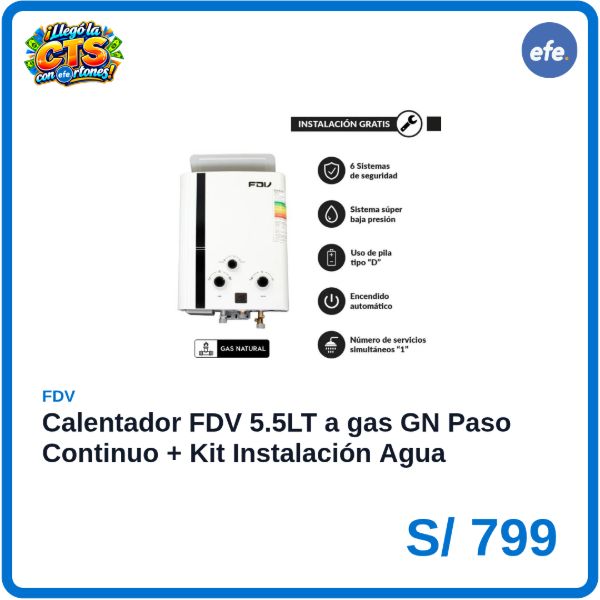 ¡Llegó la
CTS
con efertones!
efe.
INSTALACIÓN GRATIS
6 Sistemas
de seguridad
FDV
Sistema súper
baja presión
Uso de pila
tipo "D"
Encendido
automático
Número de servicios
simultáneos "1"
GAS NATURAL
FDV
Calentador FDV 5.5LT a gas GN Paso
Continuo + Kit Instalación Agua
S/ 799